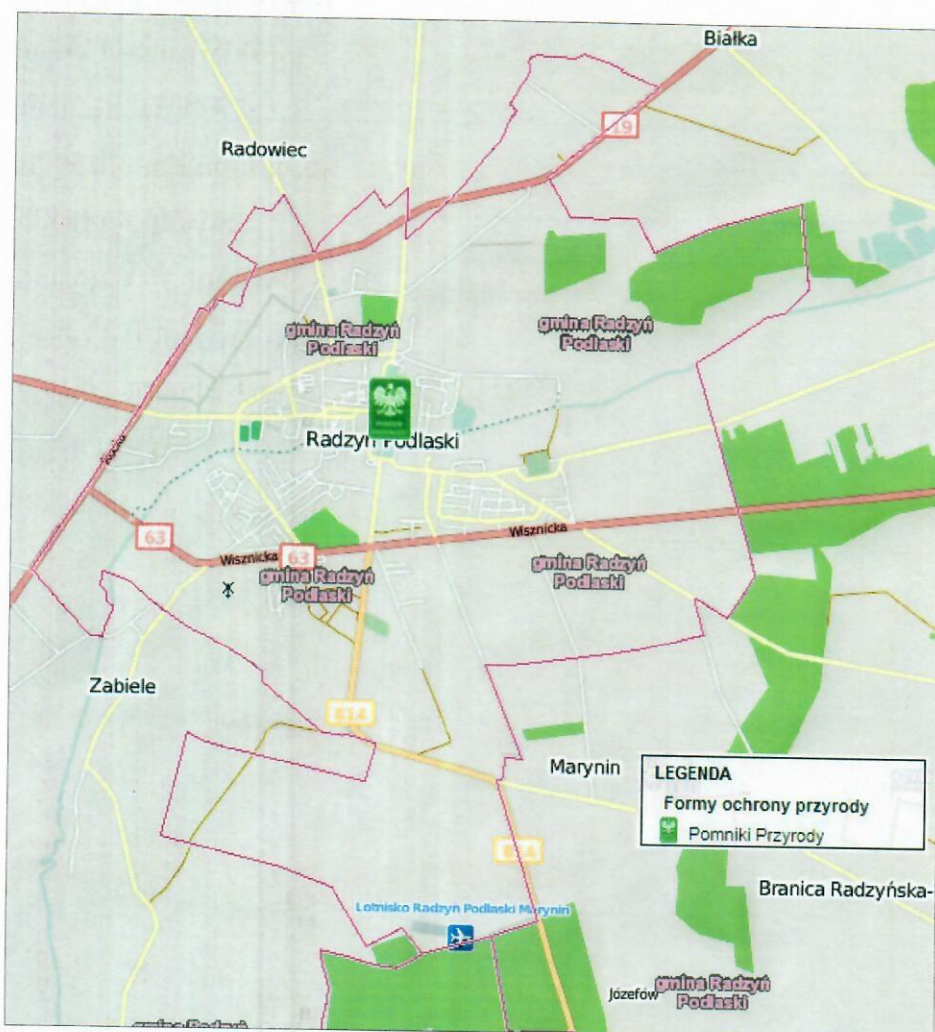 Białka
19
Radowiec
gmina Radzyń
Podlaski
gmina Radzyń
Podlaski
Radzyń Podlaski
Wisznicka
63
Wisznicka
63
gmina Radzyń
Podlaski
gmina Radzyń
Podlaski
Zabiele
814
Marynin
LEGENDA
Formy ochrony przyrody
Pomniki Przyrody
Branica Radzyńska-
Lotnisko Radzyń Podlaski Marynin
Józefów
gmina Radzyń
Podlaski
gmina Radzyń